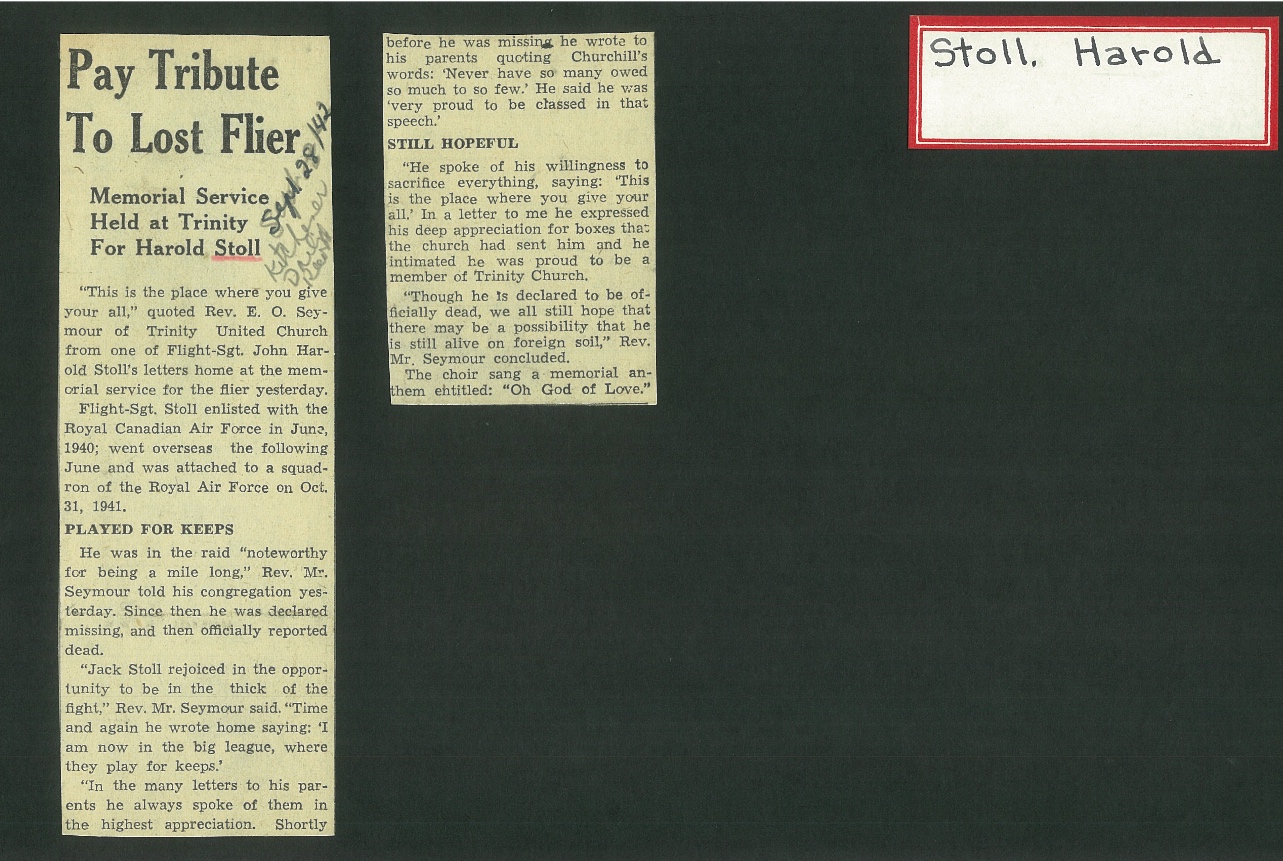 Pay Tribute
To Lost Flier
Sept. 28/42
Kitchener
Daily
Record
Memorial Service
Held at Trinity
For Harold Stoll
"This is the place where you give
your all," quoted Rev. E. O. Sey-
mour of Trinity United Church
from one of Flight-Sgt. John Har-
old Stoll's letters home at the mem-
orial service for the flier yesterday.
Flight-Sgt. Stoll enlisted with the
Royal Canadian Air Force in June,
1940; went overseas the following
June and was attached to a squad-
ron of the Royal Air Force on Oct.
31, 1941.
PLAYED FOR KEEPS
He was in the raid "noteworthy
for being a mile long," Rev. Mr.
Seymour told his congregation yes-
terday. Since then he was declared
missing, and then officially reported
dead.
"Jack Stoll rejoiced in the oppor-
tunity to be in the thick of the
fight," Rev. Mr. Seymour said. "Time
and again he wrote home saying: 'I
am now in the big league, where
they play for keeps.'
"In the many letters to his par-
ents he always spoke of them in
the highest appreciation. Shortly
before he was missing he wrote to
his parents quoting Churchill's
words: 'Never have so many owed
so much to so few.' He said he was
'very proud to be classed in that
speech.'
STILL HOPEFUL
"He spoke of his willingness to
sacrifice everything, saying: 'This
is the place where you give your
all.' In a letter to me he expressed
his deep appreciation for boxes that
the church had sent him and he
intimated he was proud to be a
member of Trinity Church.
"Though he is declared to be of-
ficially dead, we all still hope that
there may be a possibility that he
is still alive on foreign soil," Rev.
Mr. Seymour concluded.
The choir sang a memorial an-
them entitled: "Oh God of Love."
Stoll. Harold